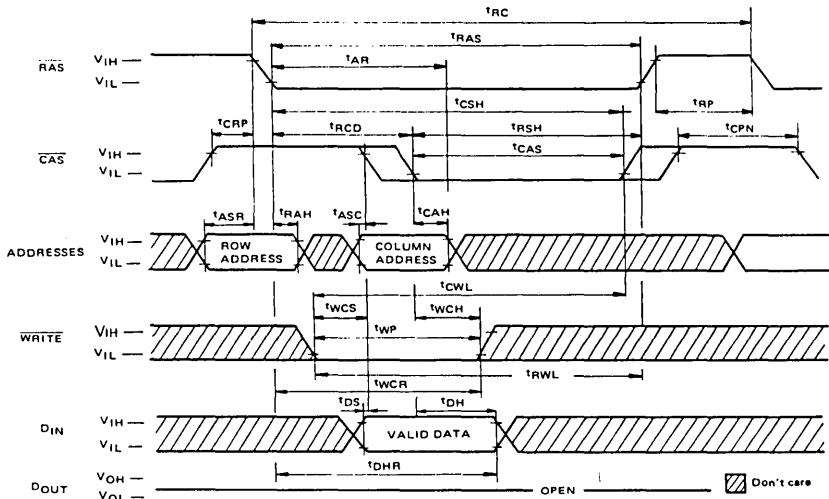 tRC
tRAS
RAS VIH
VIL
tAR
tCSH
tRP
tCRP
tRCD
tRSH
tCPN
CAS VIH
VIL
tCAS
tASR
tRAH
tASC
tCAH
ADDRESSES VIH
VIL
ROW ADDRESS
COLUMN ADDRESS
tCWL
tWCS
tWCH
WRITE VIH
VIL
tWP
tRWL
tWCR
tDS
tDH
DIN VIH
VIL
VALID DATA
tDHR
DOUT VOH
VOL
OPEN
Don't care